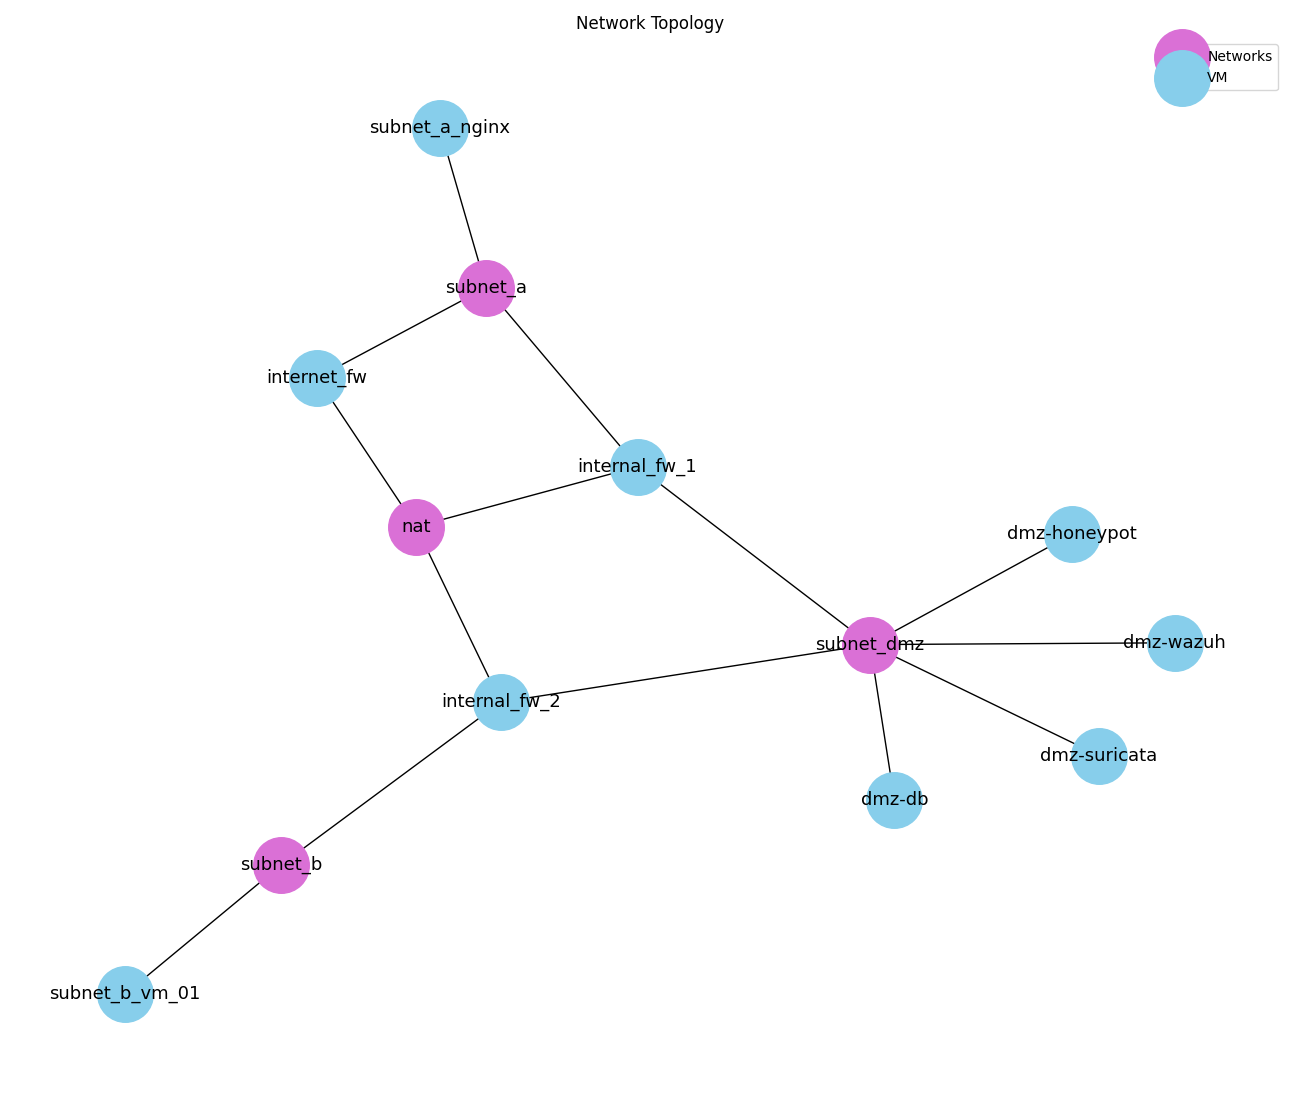 Network Topology
Networks
VM
subnet_a_nginx
subnet_a
internet_fw
internal_fw_1
nat
dmz-honeypot
subnet_dmz
dmz-wazuh
internal_fw_2
dmz-suricata
dmz-db
subnet_b
subnet_b_vm_01